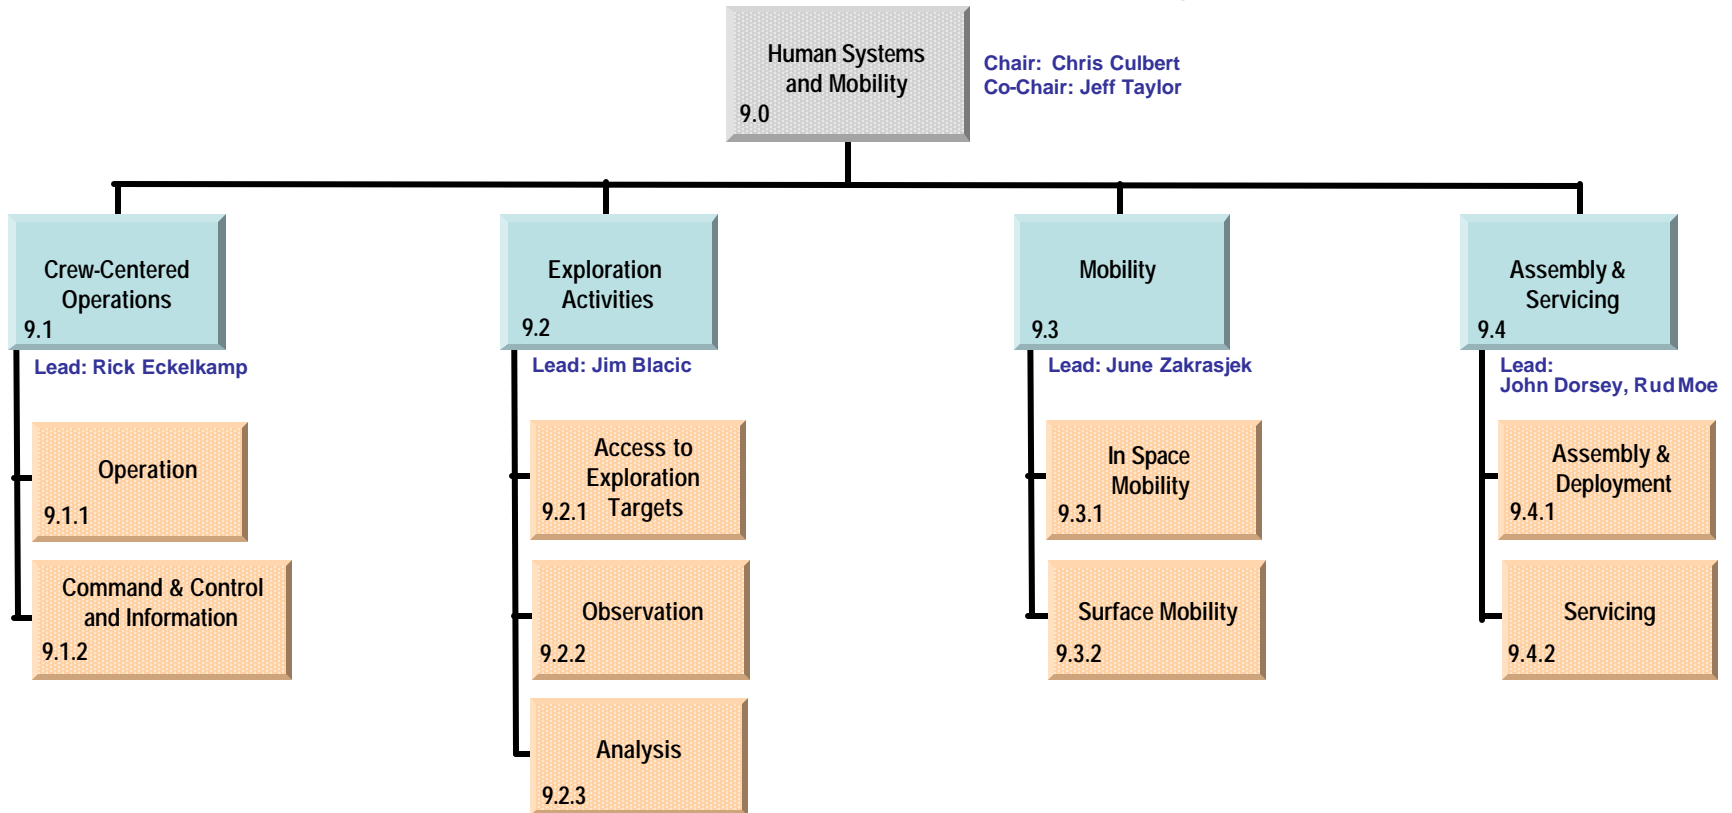 Human Systems
and Mobility
9.0
Chair: Chris Culbert
Co-Chair: Jeff Taylor
Crew-Centered
Operations
9.1
Lead: Rick Eckelkamp
Operation
9.1.1
Command & Control
and Information
9.1.2
Exploration
Activities
9.2
Lead: Jim Blacic
Access to
Exploration
9.2.1 Targets
Observation
9.2.2
Analysis
9.2.3
Mobility
9.3
Lead: June Zakrasjek
In Space
Mobility
9.3.1
Surface Mobility
9.3.2
Assembly &
Servicing
9.4
Lead:
John Dorsey, Rud Moe
Assembly &
Deployment
9.4.1
Servicing
9.4.2